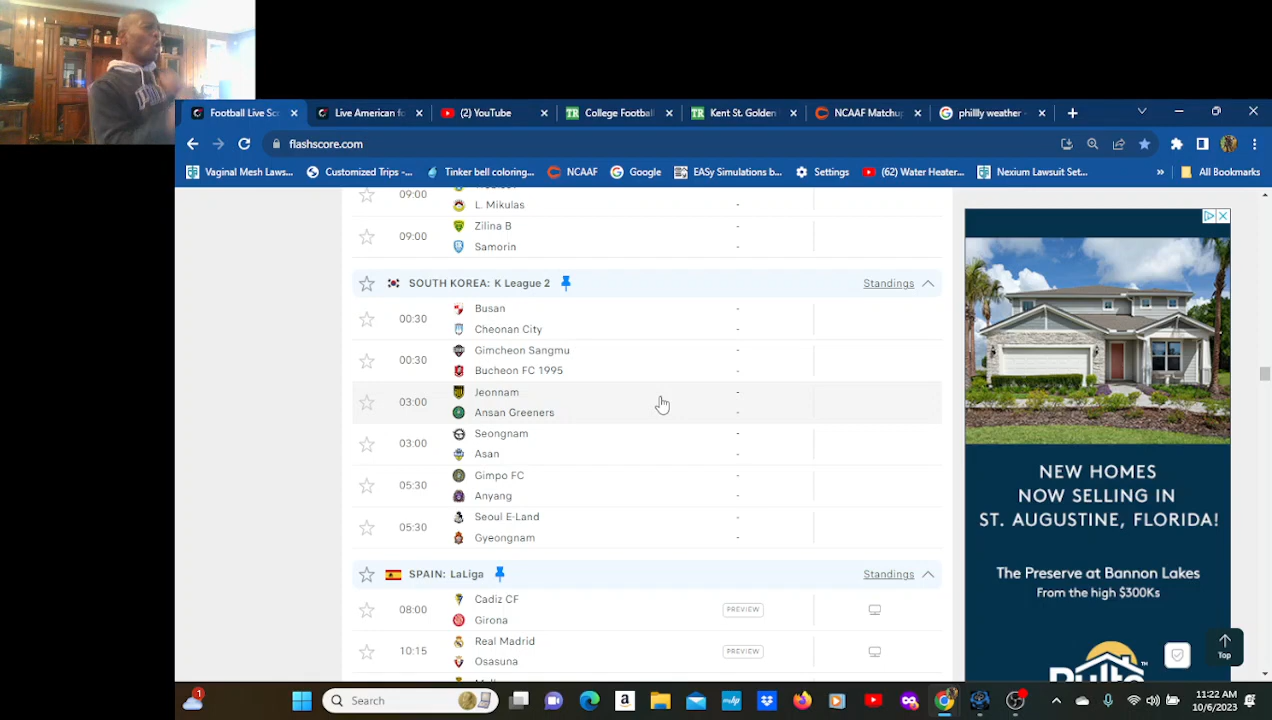 Football Live Sc
Live American fo
(2) YouTube
College Footbal
Kent St. Golden
NCAAF Matchup
phillly weather -
flashscore.com
Vaginal Mesh Laws...
Customized Trips -...
Tinker bell coloring...
NCAAF
Google
EASy Simulations b...
Settings
(62) Water Heater...
Nexium Lawsuit Set...
»
All Bookmarks
09:00
L. Mikulas
-
09:00
Zilina B
-
Samorin
-
SOUTH KOREA: K League 2
Standings
00:30
Busan
-
Cheonan City
-
00:30
Gimcheon Sangmu
-
Bucheon FC 1995
-
03:00
Jeonnam
-
Ansan Greeners
-
03:00
Seongnam
-
Asan
-
05:30
Gimpo FC
-
Anyang
-
05:30
Seoul E-Land
-
Gyeongnam
-
SPAIN: LaLiga
Standings
08:00
Cadiz CF
Girona
PREVIEW
10:15
Real Madrid
Osasuna
PREVIEW
NEW HOMES
NOW SELLING IN
ST. AUGUSTINE, FLORIDA!
The Preserve at Bannon Lakes
From the high $300Ks
Top
1
Search
11:22 AM
10/6/2023